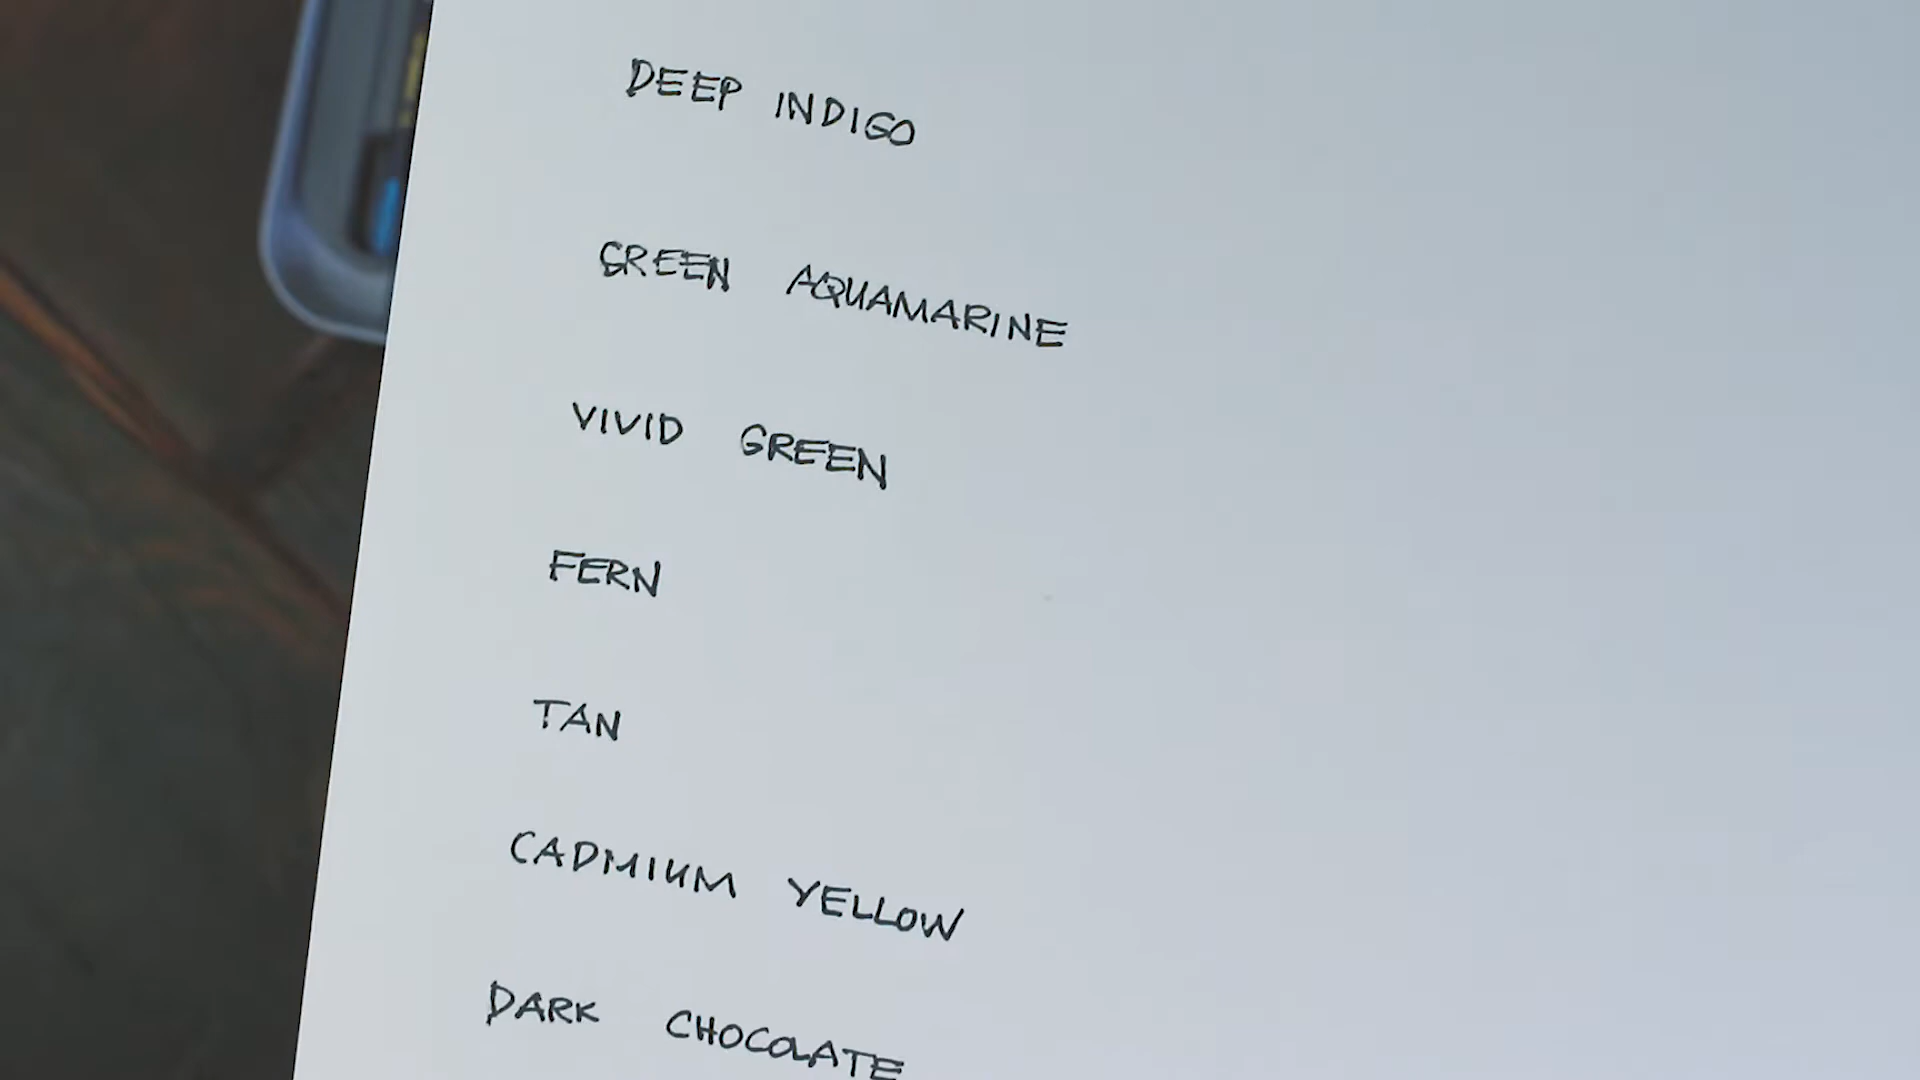 DEEP INDIGO
GREEN AQUAMARINE
VIVID GREEN
FERN
TAN
CADMIUM YELLOW
DARK CHOCOLATE